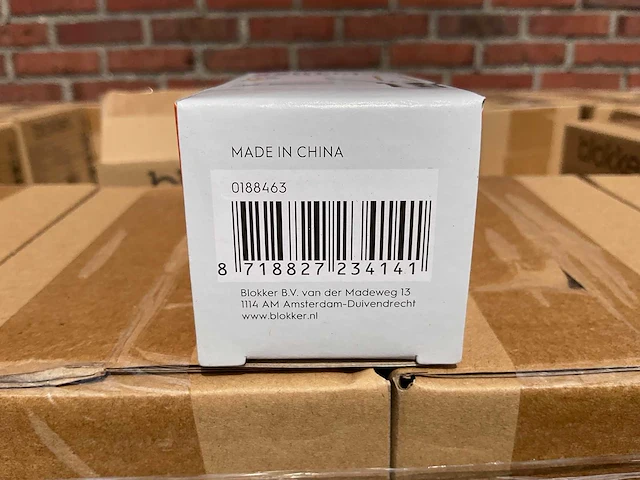 MADE IN CHINA
0188463
8 718827 234141
Blokker B.V. van der Madeweg 13
1114 AM Amsterdam-Duivendrecht
www.blokker.nl